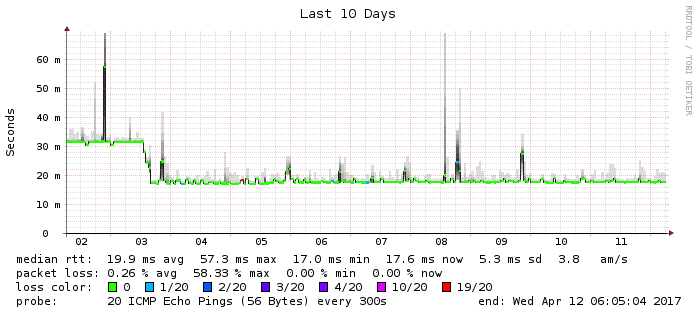 Last 10 Days
RRDTOOL / TOBI OETIKER
Seconds
60 m
50 m
40 m
30 m
20 m
10 m
0
02 03 04 05 06 07 08 09 10 11
median rtt: 19.9 ms avg 57.3 ms max 17.0 ms min 17.6 ms now 5.3 ms sd 3.8 am/s
packet loss: 0.26 % avg 58.33 % max 0.00 % min 0.00 % now
loss color: 0 1/20 2/20 3/20 4/20 10/20 19/20
probe: 20 ICMP Echo Pings (56 Bytes) every 300s end: Wed Apr 12 06:05:04 2017